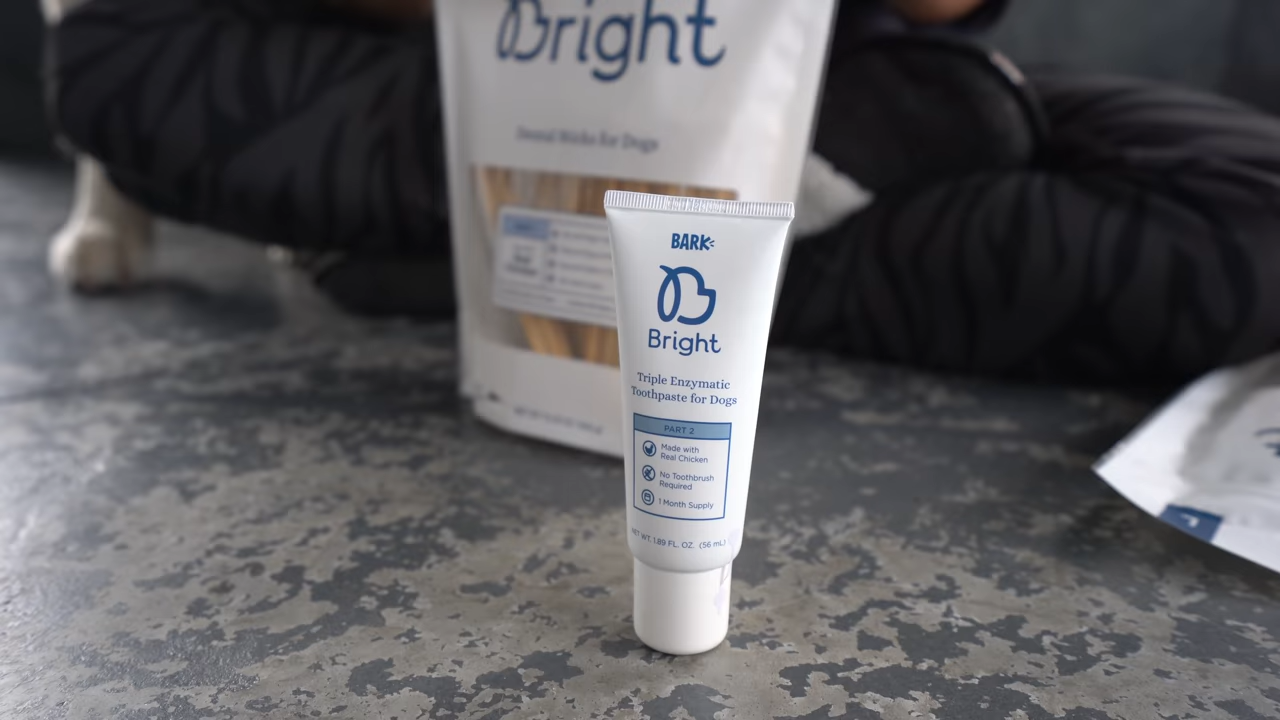 Bright
Dental Sticks for Dogs
BARK
Bright
Triple Enzymatic
Toothpaste for Dogs
PART 2
Made with
Real Chicken
No Toothbrush
Required
1 Month Supply
NET WT. 1.89 FL. OZ. (56 mL)